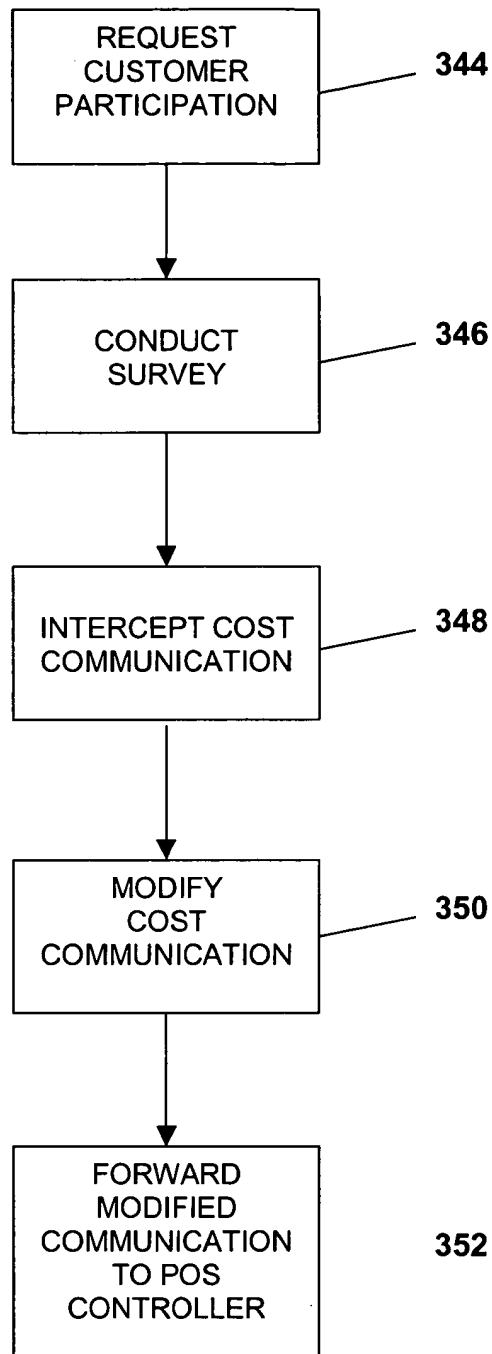 REQUEST
CUSTOMER
PARTICIPATION
344
CONDUCT
SURVEY
346
INTERCEPT COST
COMMUNICATION
348
MODIFY
COST
COMMUNICATION
350
FORWARD
MODIFIED
COMMUNICATION
TO POS
CONTROLLER
352